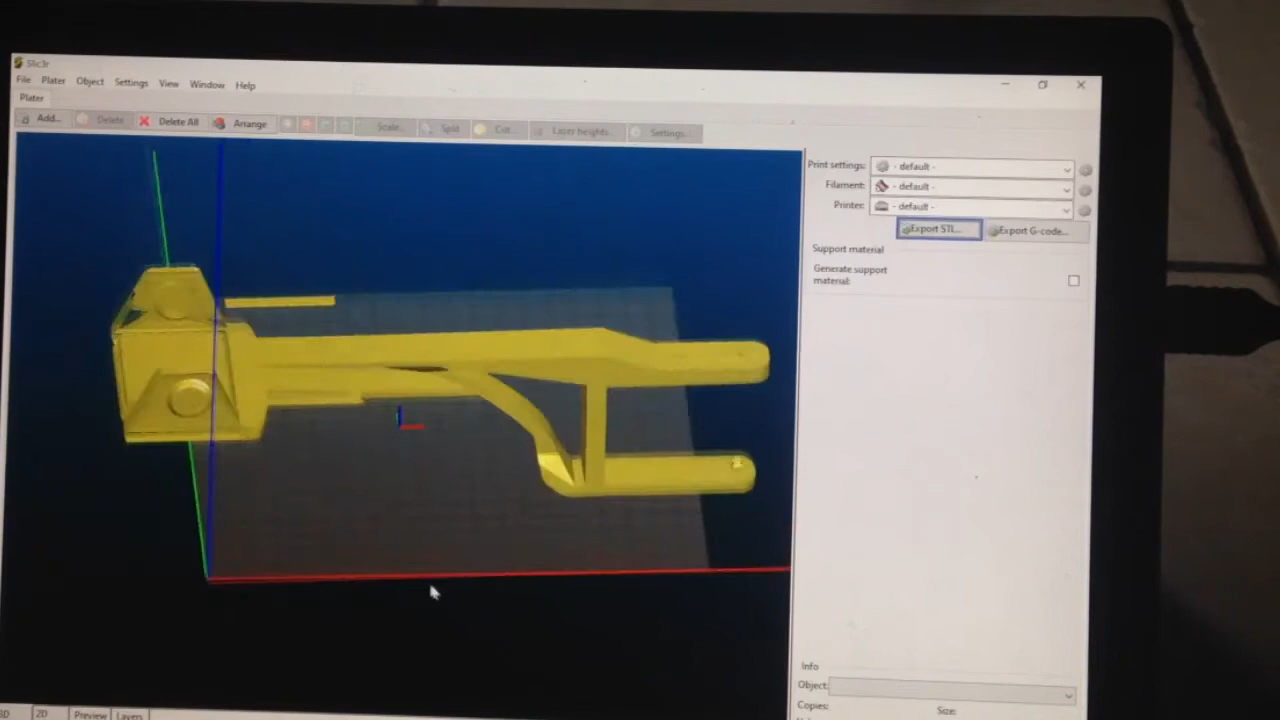 Slic3r
File Plater Object Settings View Window Help
Plater
Add... Delete Delete All Arrange Scale... Split Cut... Layer heights... Settings...
Print settings: - default -
Filament: - default -
Printer: - default -
Export STL... Export G-code...
Support material
Generate support
material:
Info
Object:
Copies: Size:
3D 2D Preview Layers